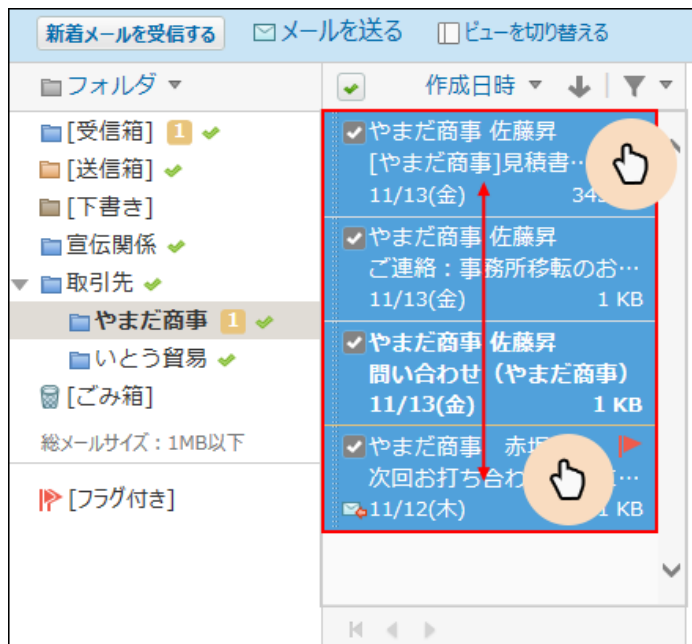 新着メールを受信する メールを送る ビューを切り替える
フォルダ
作成日時
[受信箱] 1
[送信箱]
[下書き]
宣伝関係
取引先
やまだ商事 1
いとう貿易
[ごみ箱]
総メールサイズ：1MB以下
[フラグ付き]
やまだ商事 佐藤昇
[やまだ商事]見積書…
11/13(金)
やまだ商事 佐藤昇
ご連絡：事務所移転のお…
11/13(金) 1 KB
やまだ商事 佐藤昇
問い合わせ（やまだ商事）
11/13(金) 1 KB
やまだ商事 赤坂
次回お打ち合わ
11/12(木) 1 KB